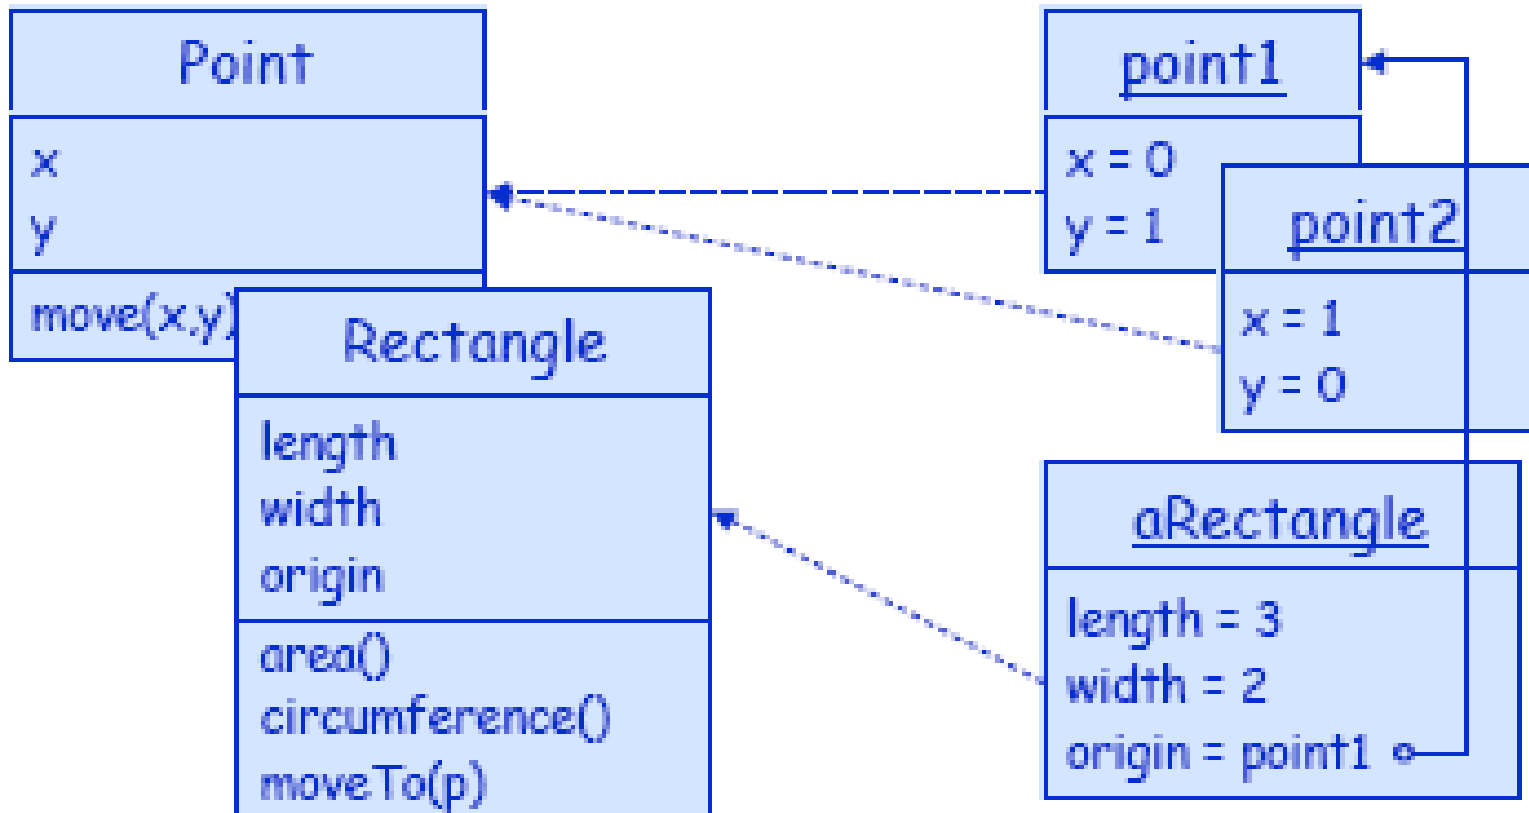 Point
x
y
move(x,y)
Rectangle
length
width
origin
area()
circumference()
moveTo(p)
point1
x = 0
y = 1
point2
x = 1
y = 0
aRectangle
length = 3
width = 2
origin = point1